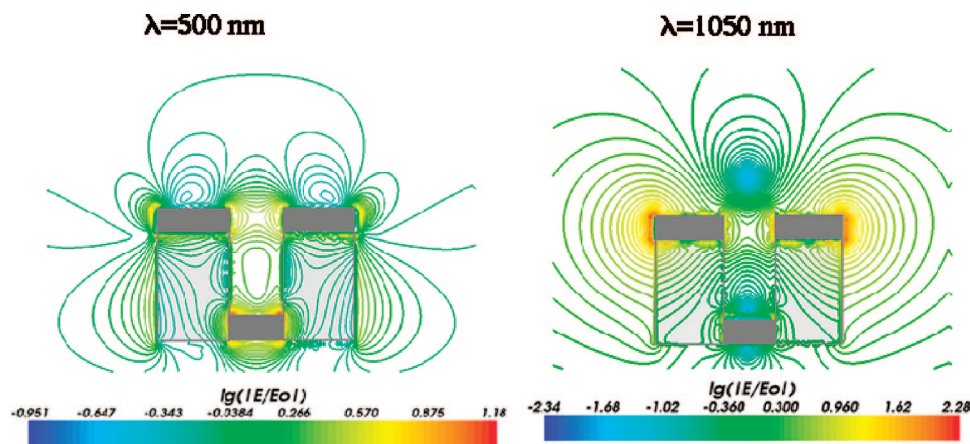 λ=500 nm
λ=1050 nm
lg(|E/Eo|)
-0.951 -0.647 -0.343 -0.0384 0.266 0.570 0.875 1.18
lg(|E/Eo|)
-2.34 -1.68 -1.02 -0.360 0.300 0.960 1.62 2.28